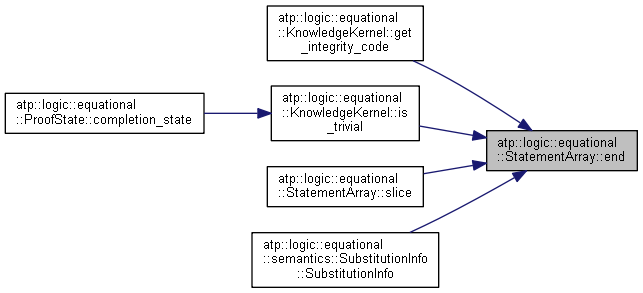 atp::logic::equational
::KnowledgeKernel::get
_integrity_code
atp::logic::equational
::ProofState::completion_state
atp::logic::equational
::KnowledgeKernel::is
_trivial
atp::logic::equational
::StatementArray::end
atp::logic::equational
::StatementArray::slice
atp::logic::equational
::semantics::SubstitutionInfo
::SubstitutionInfo